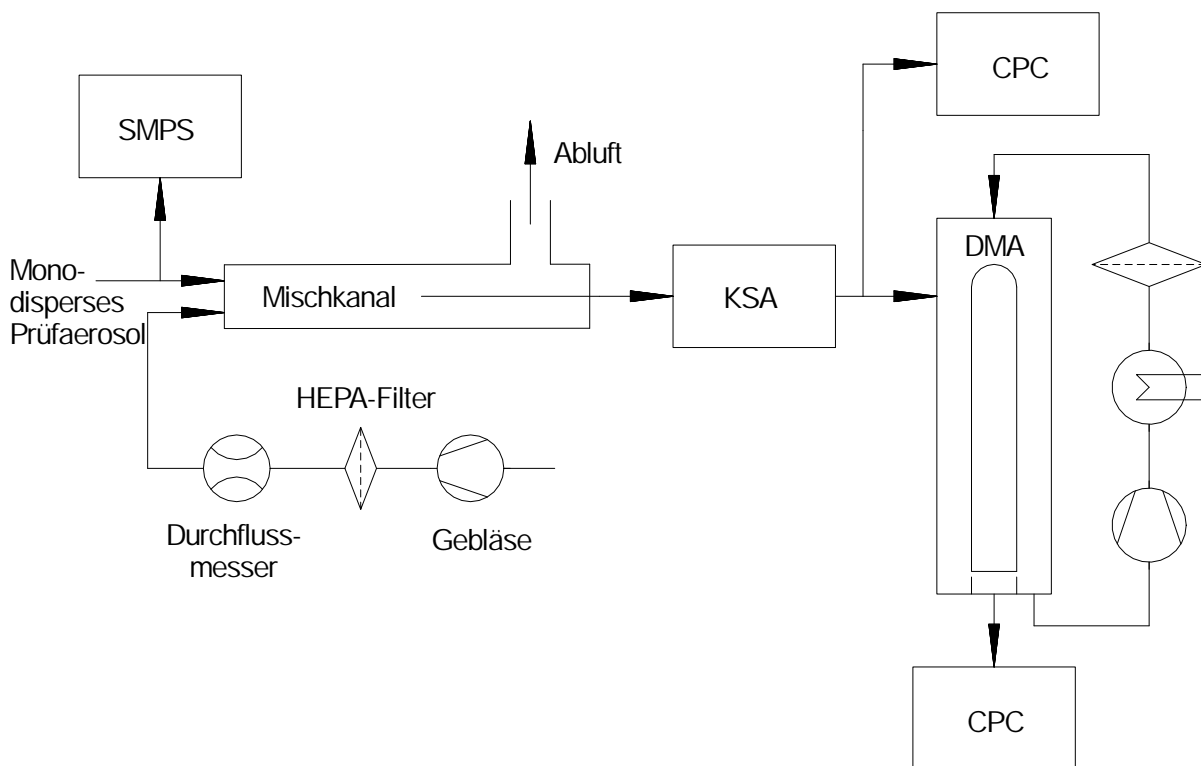 CPC
SMPS
Abluft
DMA
Mono-
disperses
Prüfaerosol
Mischkanal
KSA
HEPA-Filter
Durchfluss-
messer
Gebläse
CPC